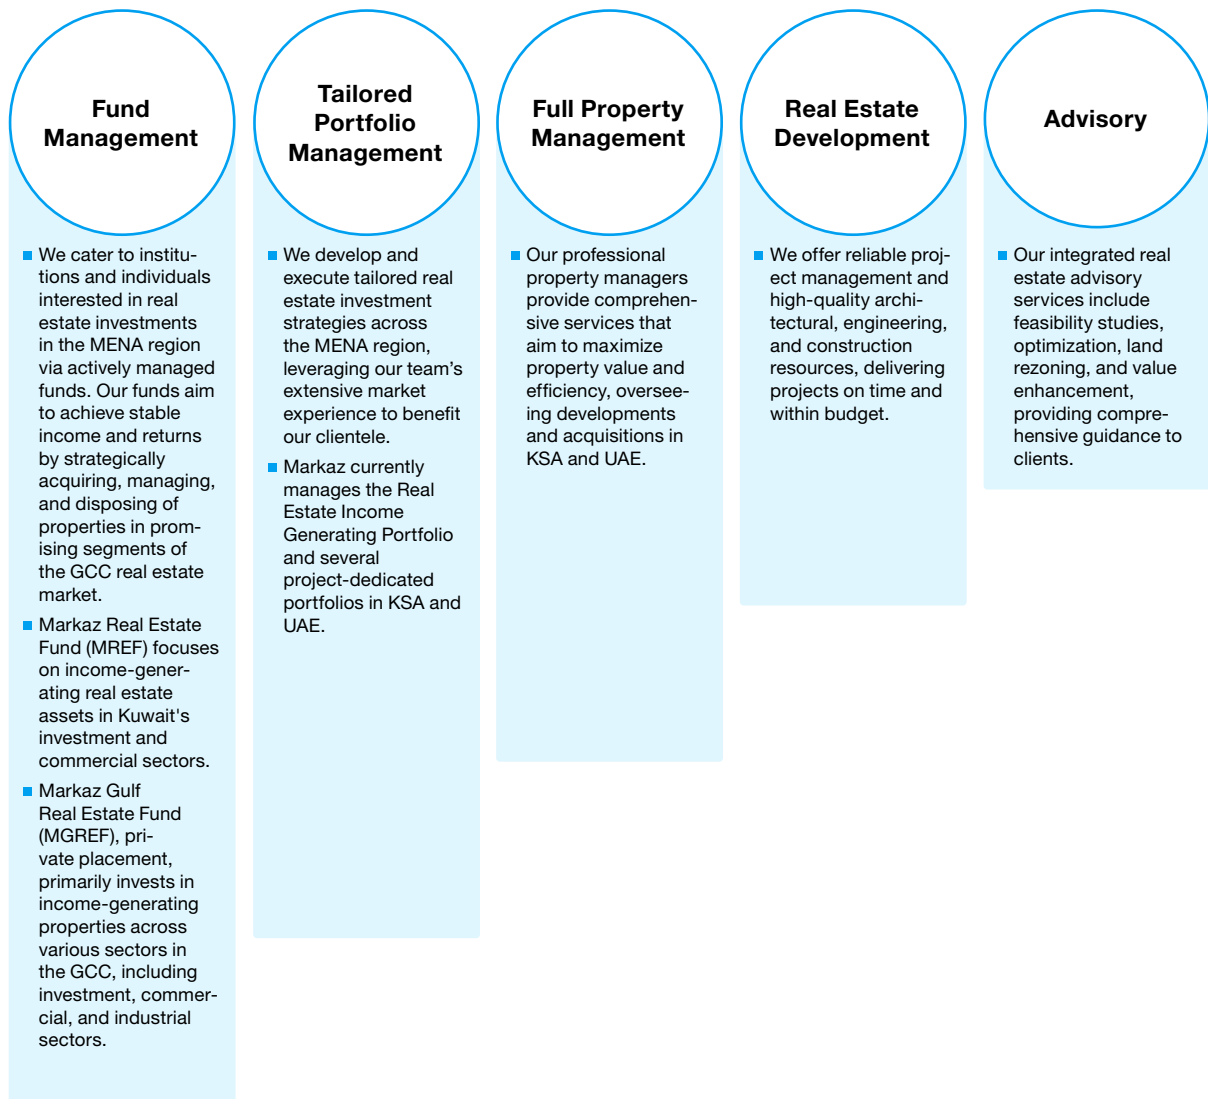 Fund
Management
We cater to institu-
tions and individuals
interested in real
estate investments
in the MENA region
via actively managed
funds. Our funds aim
to achieve stable
income and returns
by strategically
acquiring, managing,
and disposing of
properties in prom-
ising segments of
the GCC real estate
market.
Markaz Real Estate
Fund (MREF) focuses
on income-gener-
ating real estate
assets in Kuwait's
investment and
commercial sectors.
Markaz Gulf
Real Estate Fund
(MGREF), pri-
vate placement,
primarily invests in
income-generating
properties across
various sectors in
the GCC, including
investment, commer-
cial, and industrial
sectors.
Tailored
Portfolio
Management
We develop and
execute tailored real
estate investment
strategies across
the MENA region,
leveraging our team’s
extensive market
experience to benefit
our clientele.
Markaz currently
manages the Real
Estate Income
Generating Portfolio
and several
project-dedicated
portfolios in KSA and
UAE.
Full Property
Management
Our professional
property managers
provide comprehen-
sive services that
aim to maximize
property value and
efficiency, oversee-
ing developments
and acquisitions in
KSA and UAE.
Real Estate
Development
We offer reliable proj-
ect management and
high-quality archi-
tectural, engineering,
and construction
resources, delivering
projects on time and
within budget.
Advisory
Our integrated real
estate advisory
services include
feasibility studies,
optimization, land
rezoning, and value
enhancement,
providing compre-
hensive guidance to
clients.